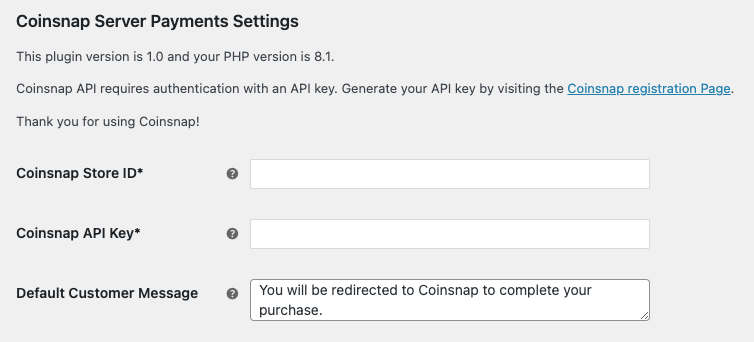 Coinsnap Server Payments Settings
This plugin version is 1.0 and your PHP version is 8.1.
Coinsnap API requires authentication with an API key. Generate your API key by visiting the Coinsnap registration Page.
Thank you for using Coinsnap!
Coinsnap Store ID* ?
Coinsnap API Key* ?
Default Customer Message ? You will be redirected to Coinsnap to complete your
purchase.